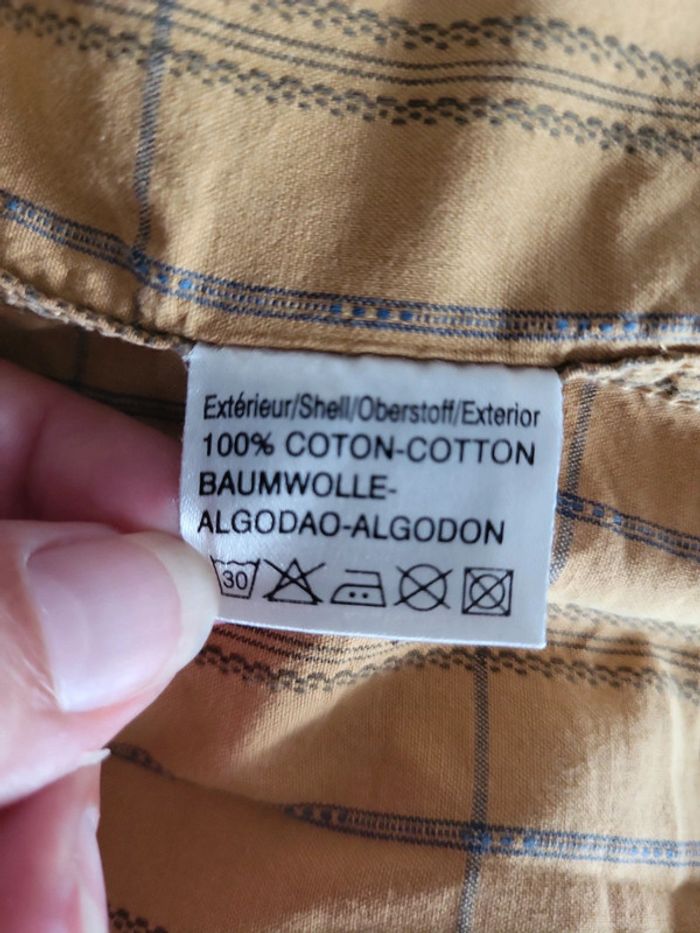 Extérieur/Shell/Oberstoff/Exterior
100% COTON-COTTON
BAUMWOLLE-
ALGODAO-ALGODON
30